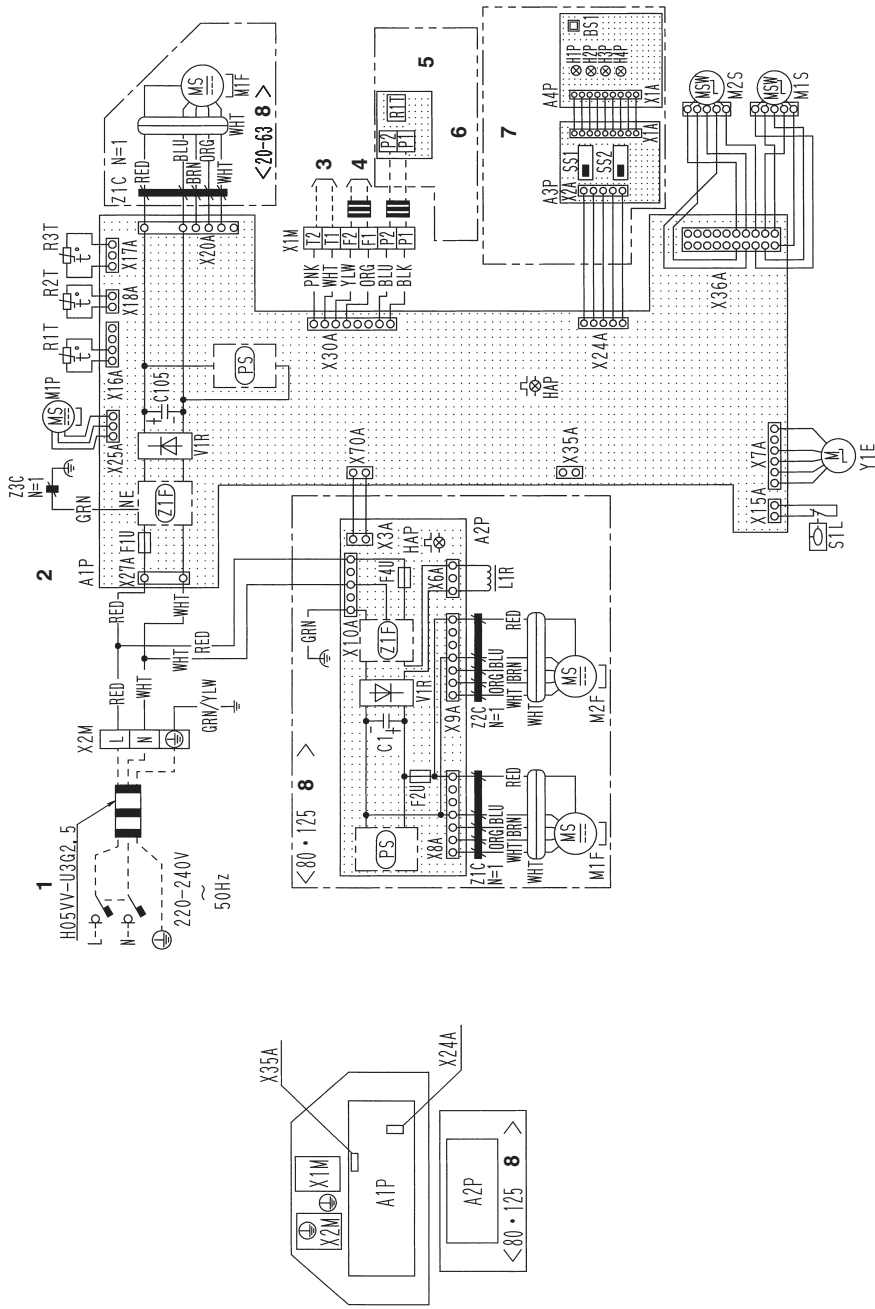 1
H05VV-U3G2,5
L
N
220-240V
～
50Hz
X2M
L
N
RED
WHT
GRN/YLW
RED
WHT
WHT
RED
2
A1P
X27A
F1U
NE
Z1F
GRN
Z3C
N=1
V1R
C105
PS
M1P
MS
X25A
R1T
t°
X16A
R2T
t°
X18A
R3T
t°
X17A
X20A
Z1C N=1
RED
BLU
BRN
ORG
WHT
WHT
MS
M1F
<20-63 8 >
X30A
PNK
WHT
YLW
ORG
BLU
BLK
X1M
T2
T1
F2
F1
P2
P1
3
4
5
P2
P1
R1T
6
7
A4P
BS1
H1P
H2P
H3P
H4P
X1A
X1A
A3P
X2A
SS1
SS2
X24A
X36A
MSW
M2S
MSW
M1S
HAP
X70A
X35A
X7A
M
Y1E
X15A
S1L
<80・125 8 >
GRN
X10A
X3A
HAP
A2P
F4U
Z1F
V1R
C1
PS
F2U
X6A
L1R
X9A
Z2C
N=1
WHT
ORG
BRN
BLU
RED
WHT
MS
M2F
X8A
Z1C
N=1
WHT
ORG
BRN
BLU
RED
WHT
MS
M1F
X35A
X24A
X1M
X2M
A1P
A2P
<80・125 8 >